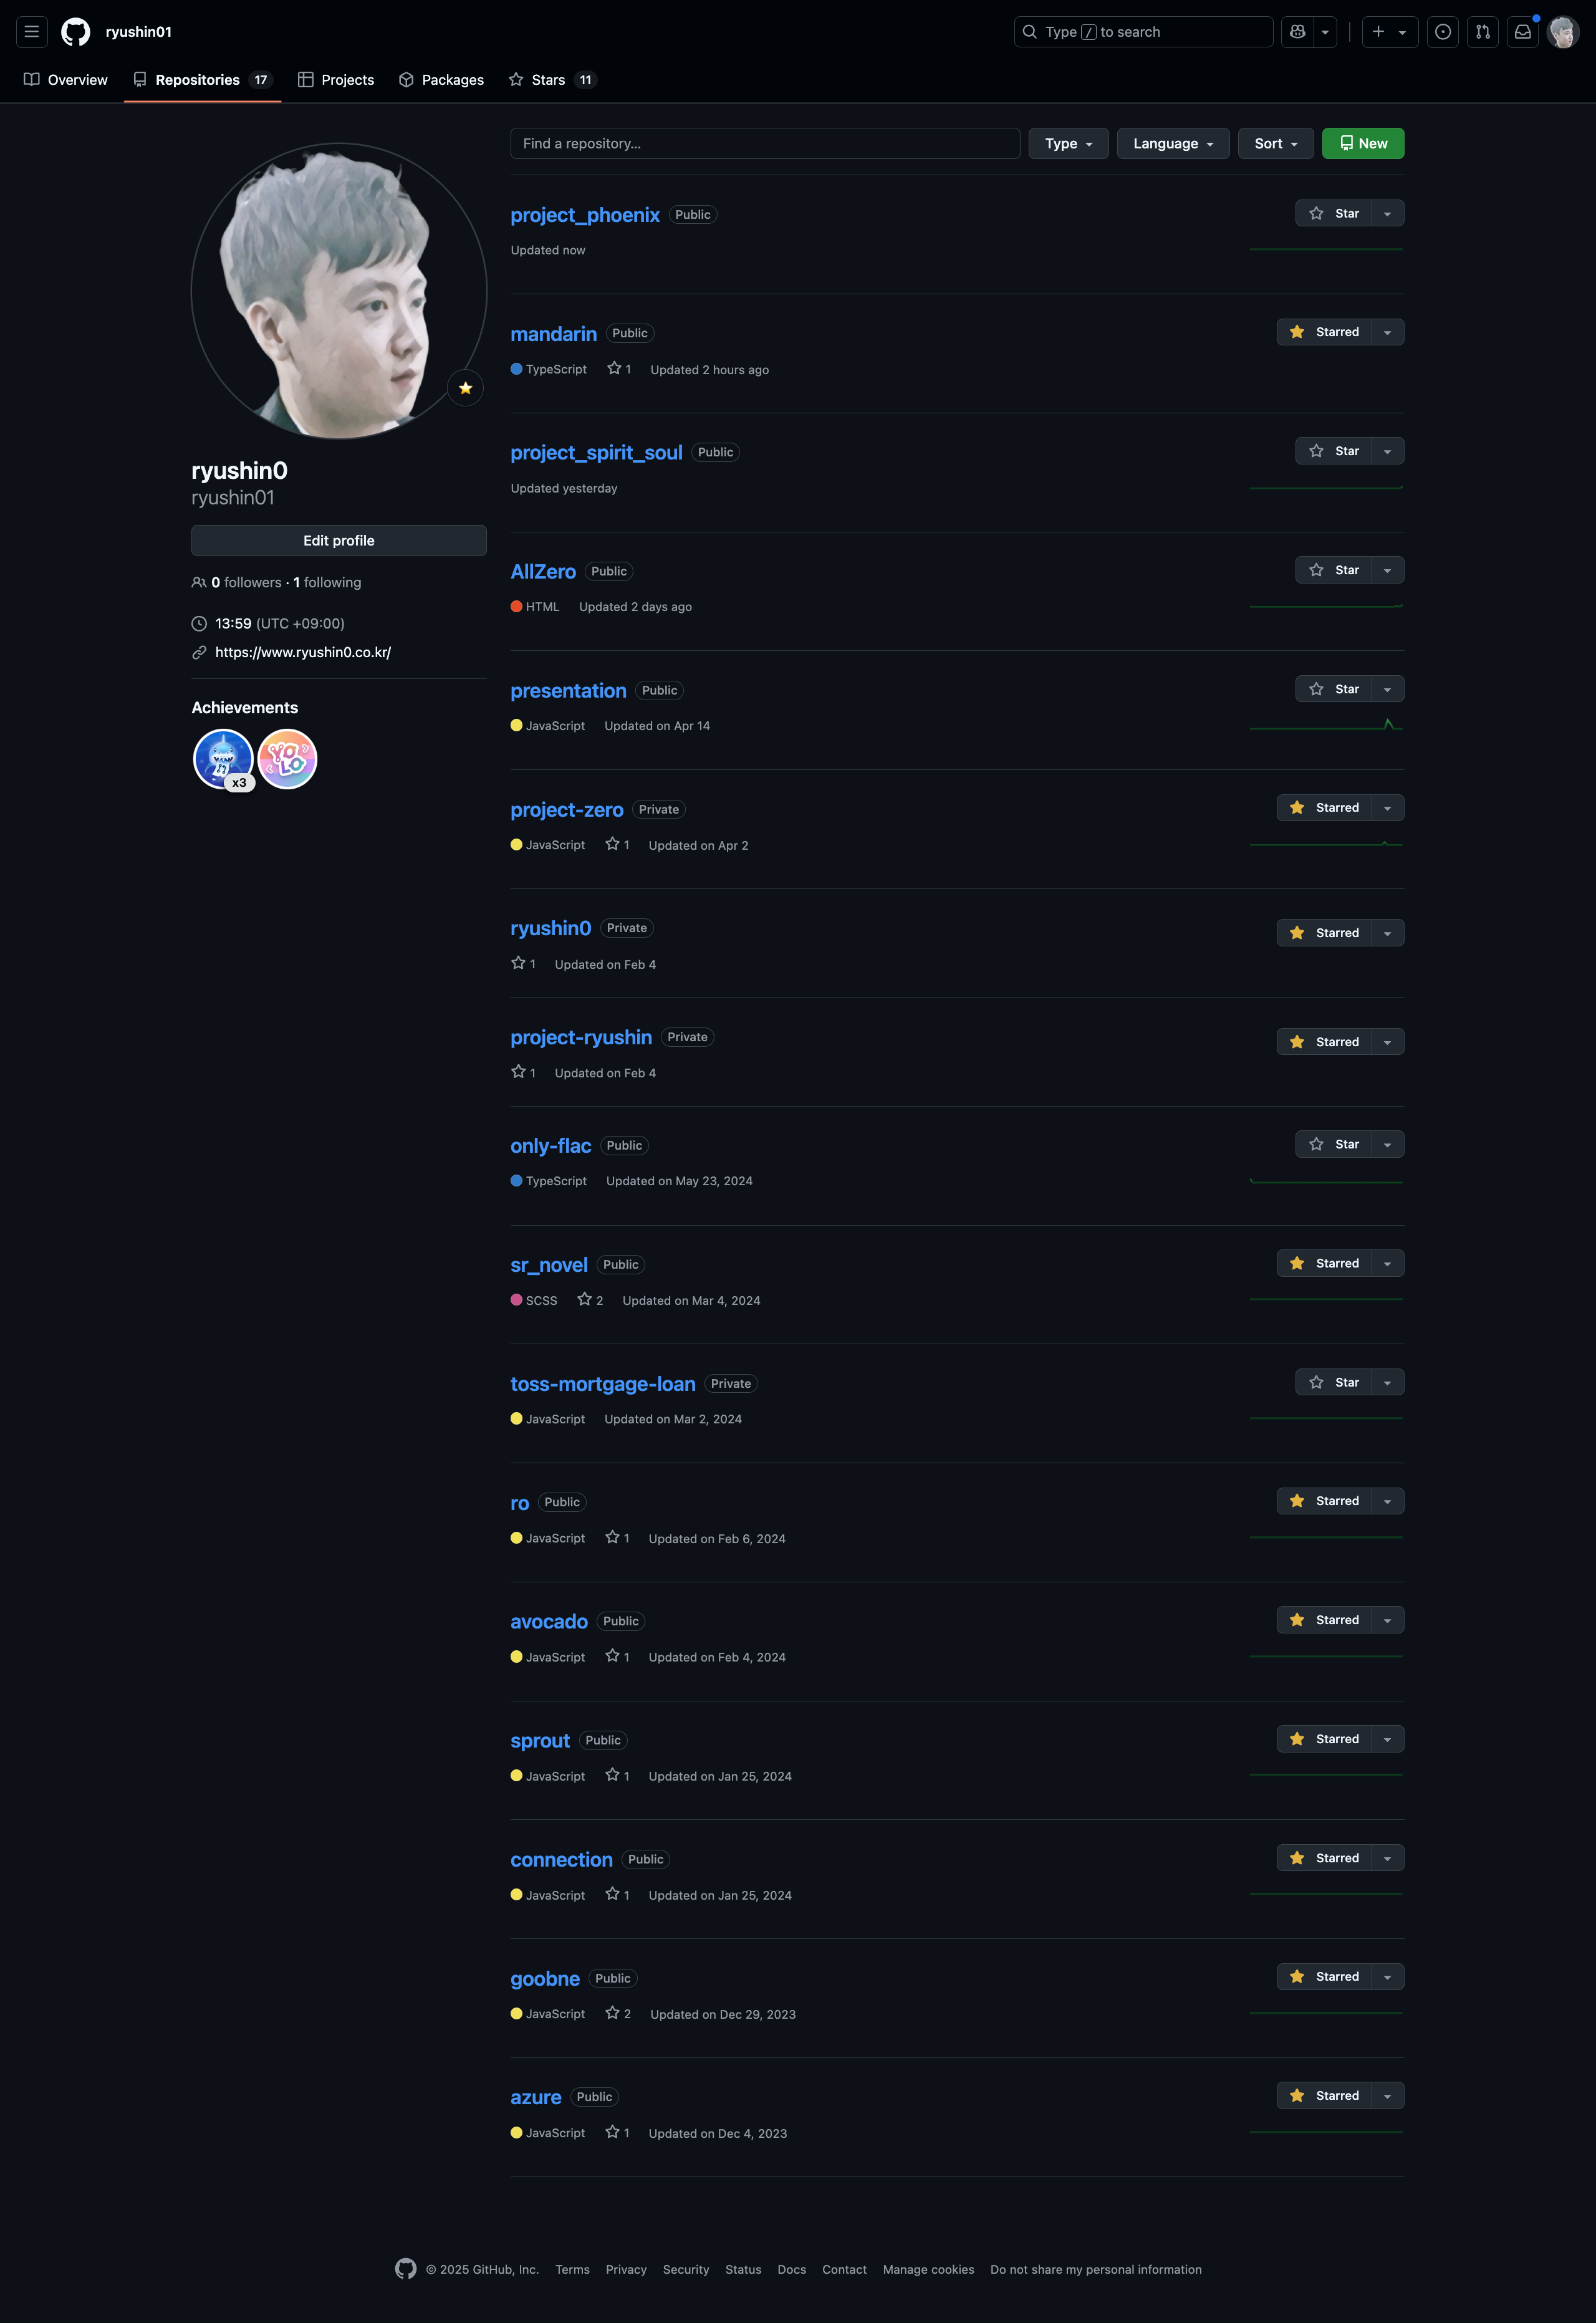 ryushin01
Type / to search
Overview
Repositories 17
Projects
Packages
Stars 11
Find a repository...
Type
Language
Sort
New
ryushin0
ryushin01
Edit profile
0 followers · 1 following
13:59 (UTC +09:00)
https://www.ryushin0.co.kr/
Achievements
x3
YOLO
project_phoenix Public
Star
Updated now
mandarin Public
Starred
TypeScript 1 Updated 2 hours ago
project_spirit_soul Public
Star
Updated yesterday
AllZero Public
Star
HTML Updated 2 days ago
presentation Public
Star
JavaScript Updated on Apr 14
project-zero Private
Starred
JavaScript 1 Updated on Apr 2
ryushin0 Private
Starred
1 Updated on Feb 4
project-ryushin Private
Starred
1 Updated on Feb 4
only-flac Public
Star
TypeScript Updated on May 23, 2024
sr_novel Public
Starred
SCSS 2 Updated on Mar 4, 2024
toss-mortgage-loan Private
Star
JavaScript Updated on Mar 2, 2024
ro Public
Starred
JavaScript 1 Updated on Feb 6, 2024
avocado Public
Starred
JavaScript 1 Updated on Feb 4, 2024
sprout Public
Starred
JavaScript 1 Updated on Jan 25, 2024
connection Public
Starred
JavaScript 1 Updated on Jan 25, 2024
goobne Public
Starred
JavaScript 2 Updated on Dec 29, 2023
azure Public
Starred
JavaScript 1 Updated on Dec 4, 2023
© 2025 GitHub, Inc. Terms Privacy Security Status Docs Contact Manage cookies Do not share my personal information